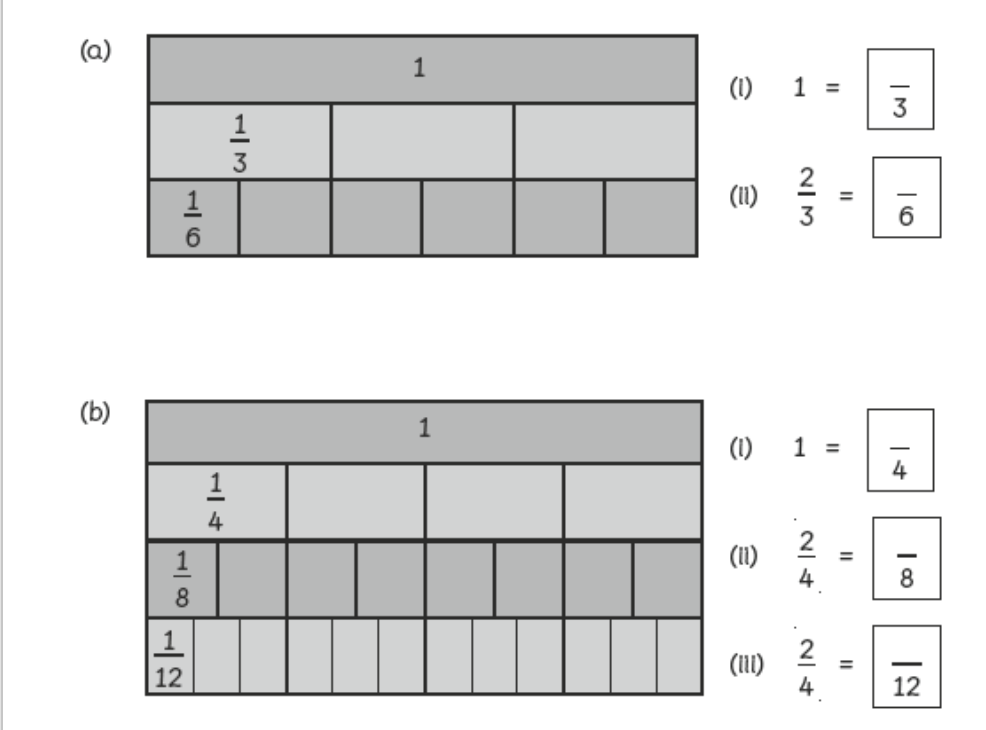 (a)
1
1/3
1/6
(i) 1 = _/3
(ii) 2/3 = _/6
(b)
1
1/4
1/8
1/12
(i) 1 = _/4
(ii) 2/4 = _/8
(iii) 2/4 = _/12